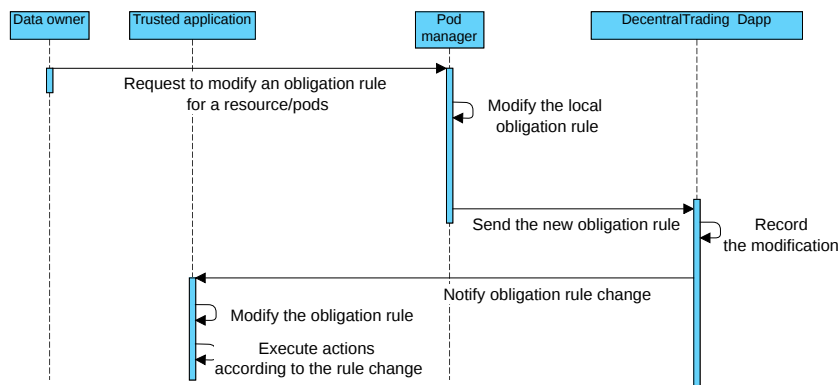 Data owner
Trusted application
Pod
manager
DecentralTrading Dapp
Request to modify an obligation rule
for a resource/pods
Modify the local
obligation rule
Send the new obligation rule
Record
the modification
Notify obligation rule change
Modify the obligation rule
Execute actions
according to the rule change